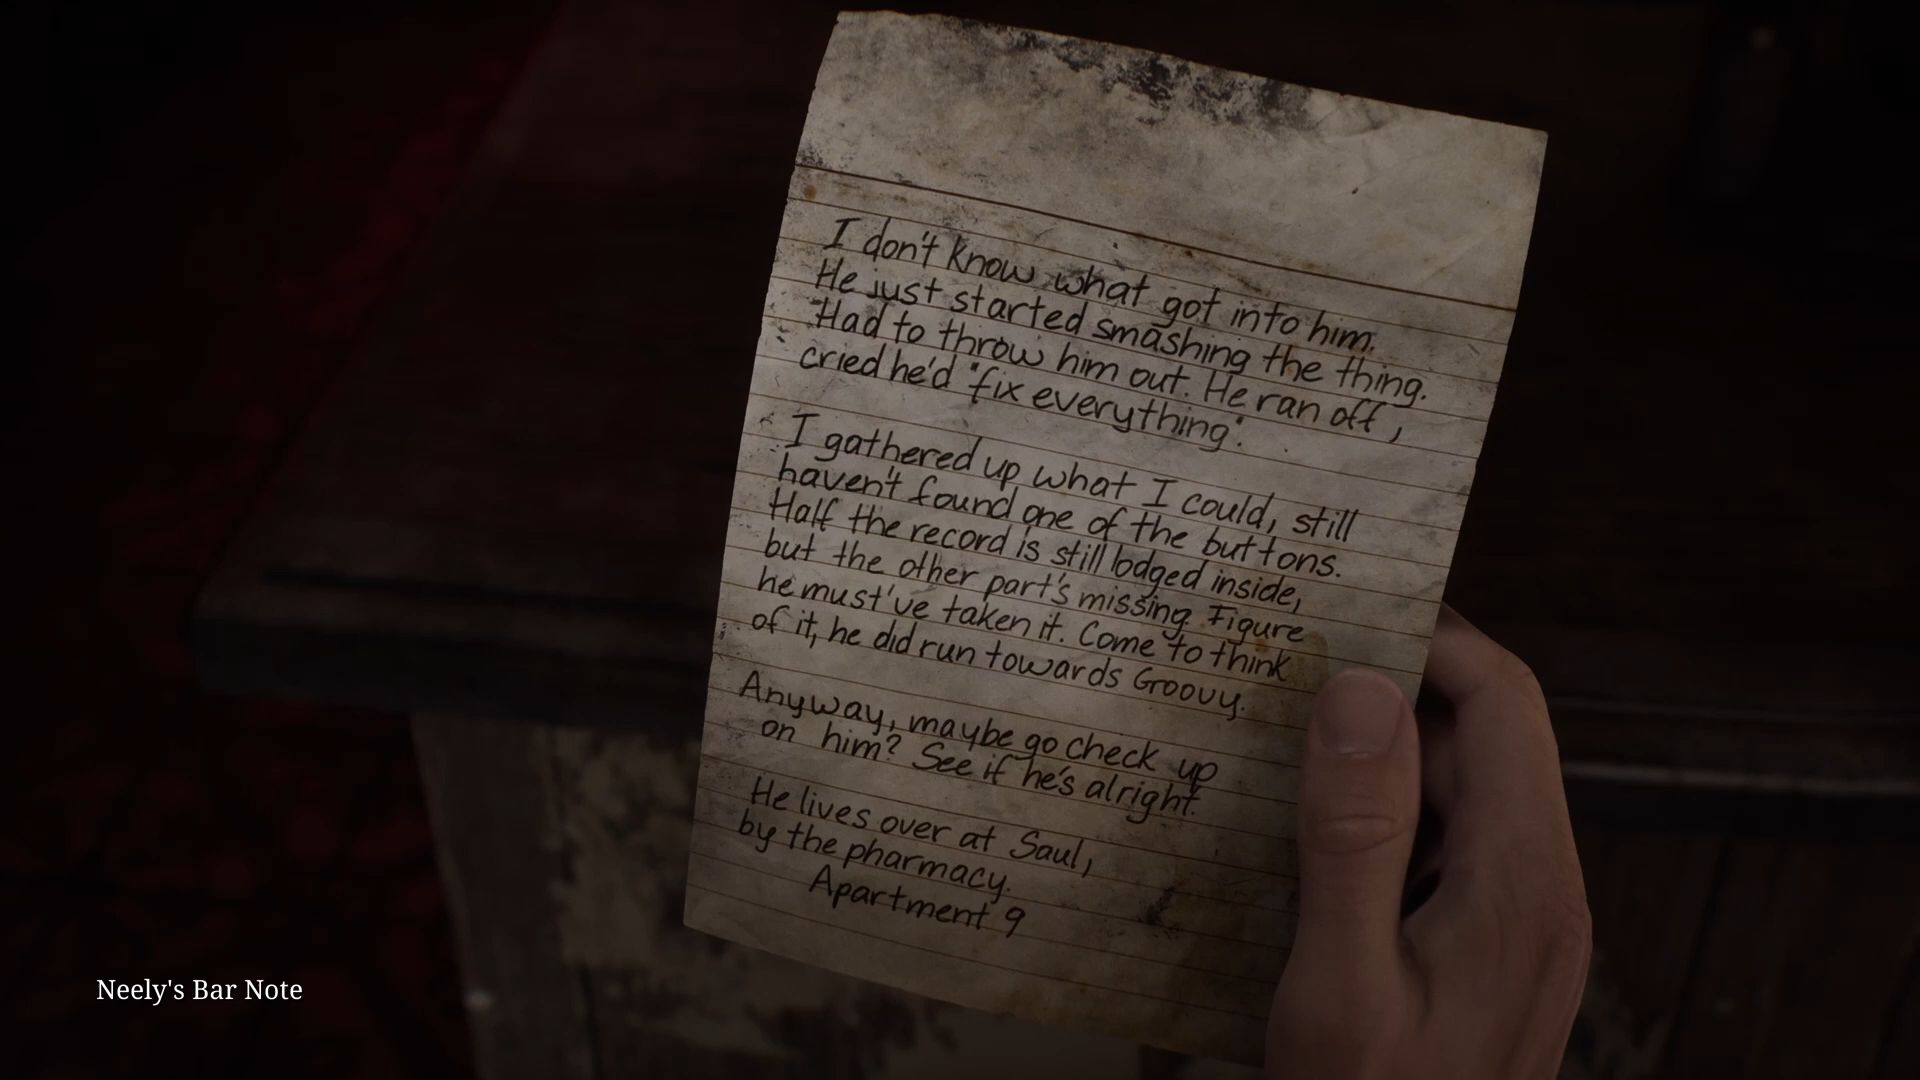 I don't know what got into him.
He just started smashing the thing.
Had to throw him out. He ran off,
cried he'd "fix everything".
I gathered up what I could, still
haven't found one of the buttons.
Half the record is still lodged inside,
but the other part's missing. Figure
he must've taken it. Come to think
of it, he did run towards Groovy.
Anyway, maybe go check up
on him? See if he's alright.
He lives over at Saul,
by the pharmacy.
Apartment 9
Neely's Bar Note